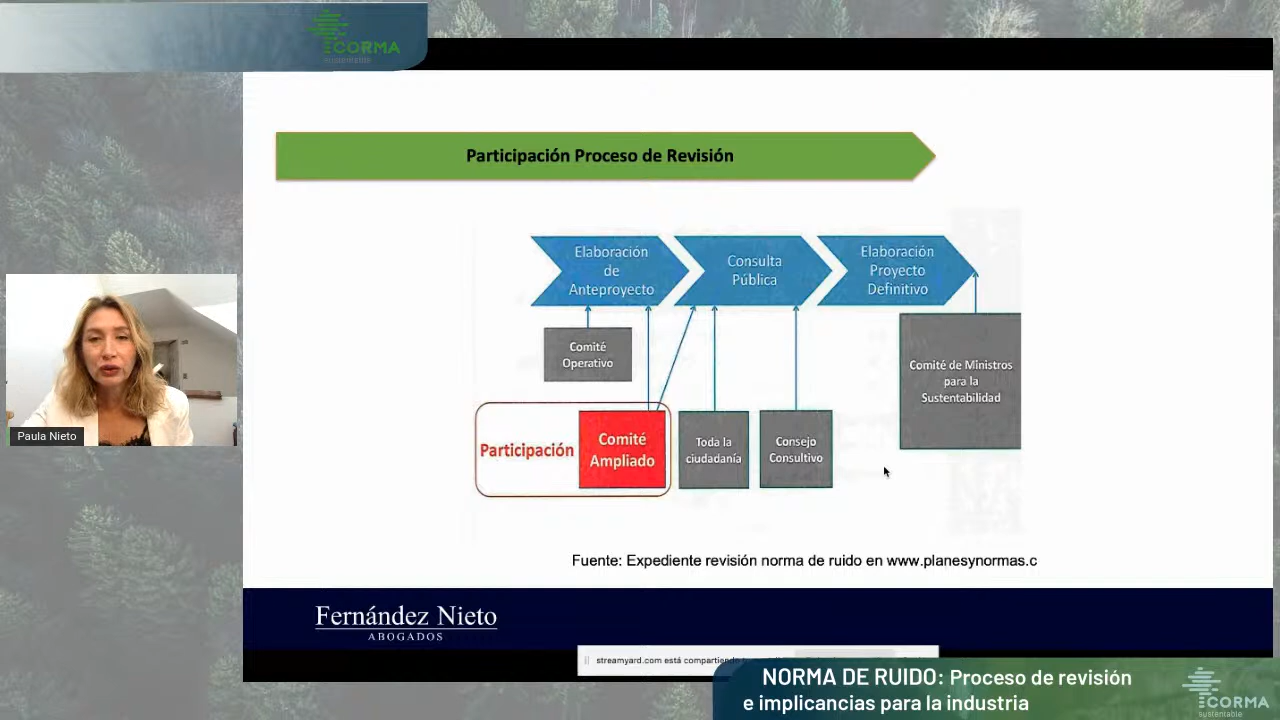 CORMA
sustentable
Participación Proceso de Revisión
Elaboración
de
Anteproyecto
Consulta
Pública
Elaboración
Proyecto
Definitivo
Comité
Operativo
Comité de Ministros
para la
Sustentabilidad
Participación
Comité
Ampliado
Toda la
ciudadanía
Consejo
Consultivo
Fuente: Expediente revisión norma de ruido en www.planesynormas.c
Paula Nieto
Fernández Nieto
ABOGADOS
streamyard.com está compartiendo
NORMA DE RUIDO: Proceso de revisión
e implicancias para la industria
CORMA
sustentable